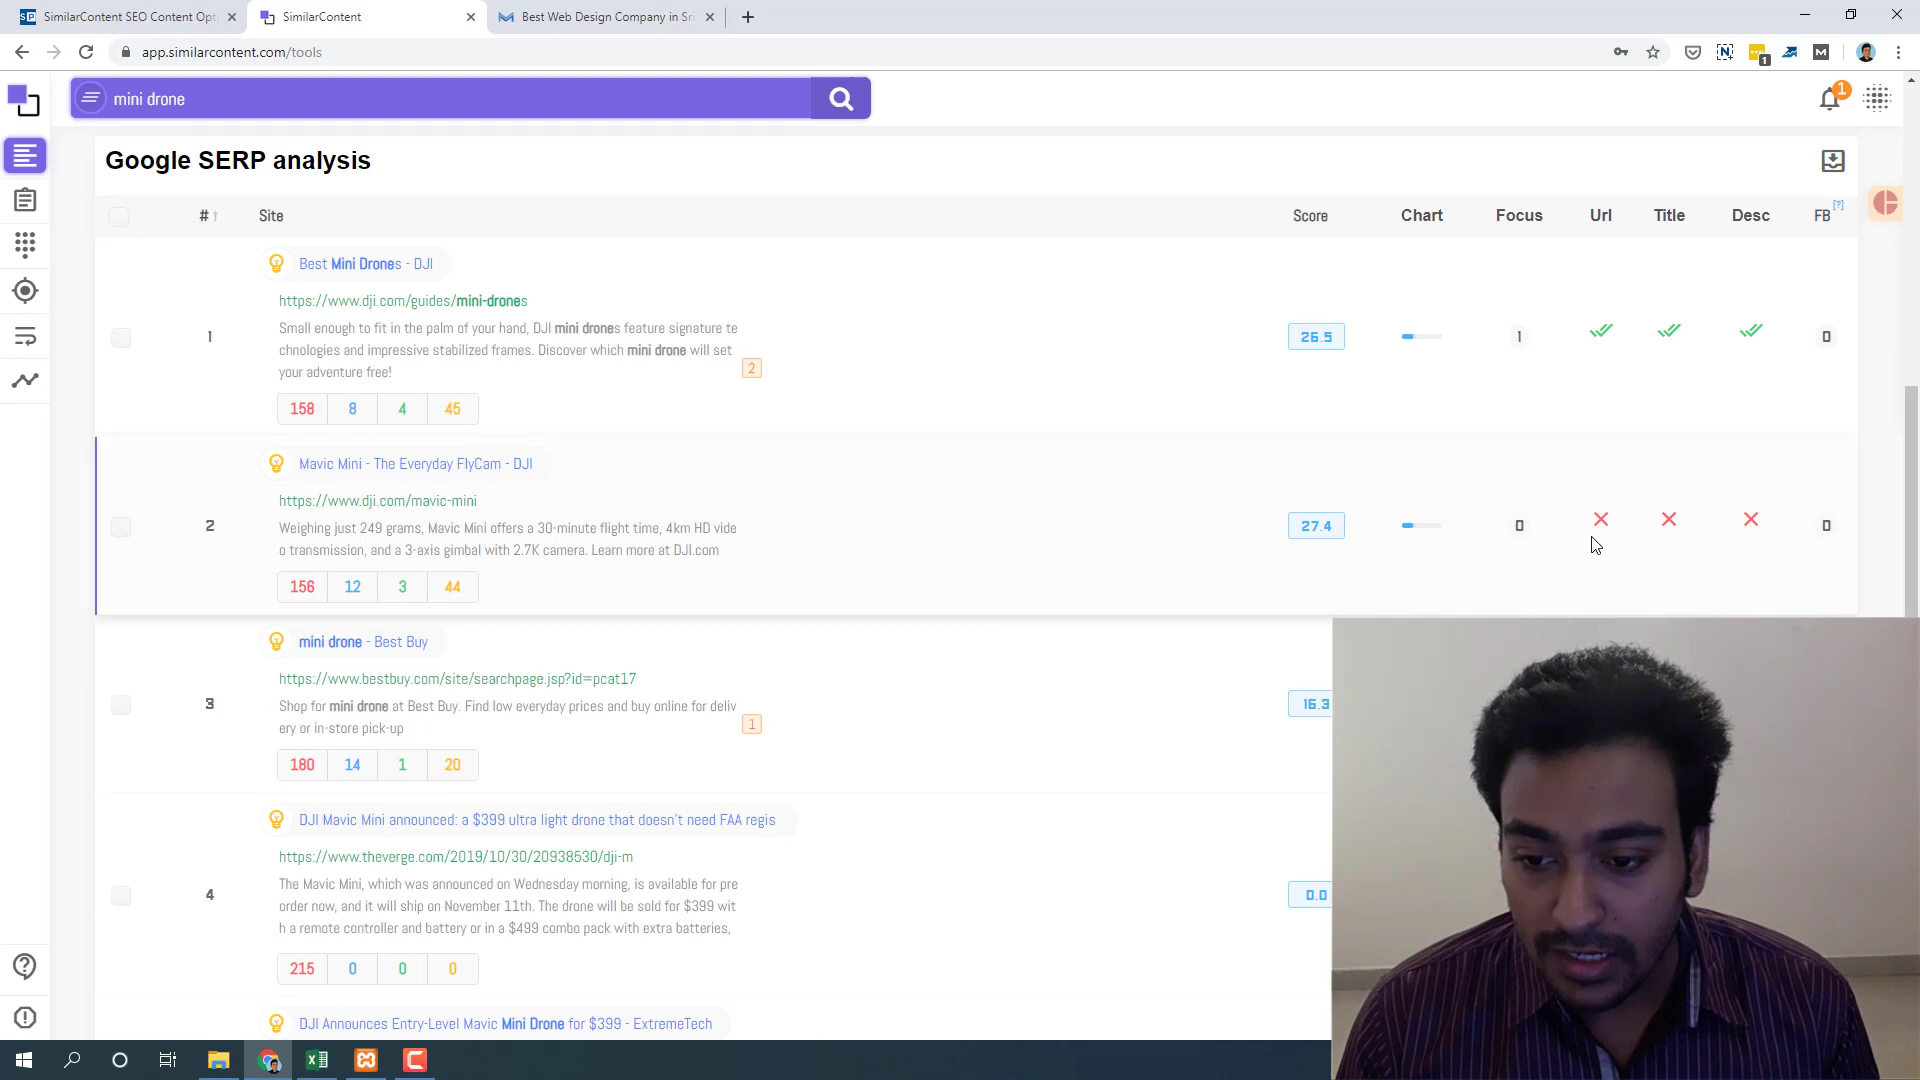 SimilarContent SEO Content Opt
SimilarContent
Best Web Design Company in Sri
app.similarcontent.com/tools
1
mini drone
1
Google SERP analysis
# Site Score Chart Focus Url Title Desc FB [?]
Best Mini Drones - DJI
https://www.dji.com/guides/mini-drones
1
Small enough to fit in the palm of your hand, DJI mini drones feature signature te
chnologies and impressive stabilized frames. Discover which mini drone will set
your adventure free!
2
26.5 1 0
158 8 4 45
Mavic Mini - The Everyday FlyCam - DJI
https://www.dji.com/mavic-mini
2
Weighing just 249 grams, Mavic Mini offers a 30-minute flight time, 4km HD vide
o transmission, and a 3-axis gimbal with 2.7K camera. Learn more at DJI.com
27.4 0 0
156 12 3 44
mini drone - Best Buy
https://www.bestbuy.com/site/searchpage.jsp?id=pcat17
3
Shop for mini drone at Best Buy. Find low everyday prices and buy online for deliv
ery or in-store pick-up
1
16.3
180 14 1 20
DJI Mavic Mini announced: a $399 ultra light drone that doesn't need FAA regis
https://www.theverge.com/2019/10/30/20938530/dji-m
4
The Mavic Mini, which was announced on Wednesday morning, is available for pre
order now, and it will ship on November 11th. The drone will be sold for $399 wit
h a remote controller and battery or in a $499 combo pack with extra batteries,
0.0
215 0 0 0
DJI Announces Entry-Level Mavic Mini Drone for $399 - ExtremeTech